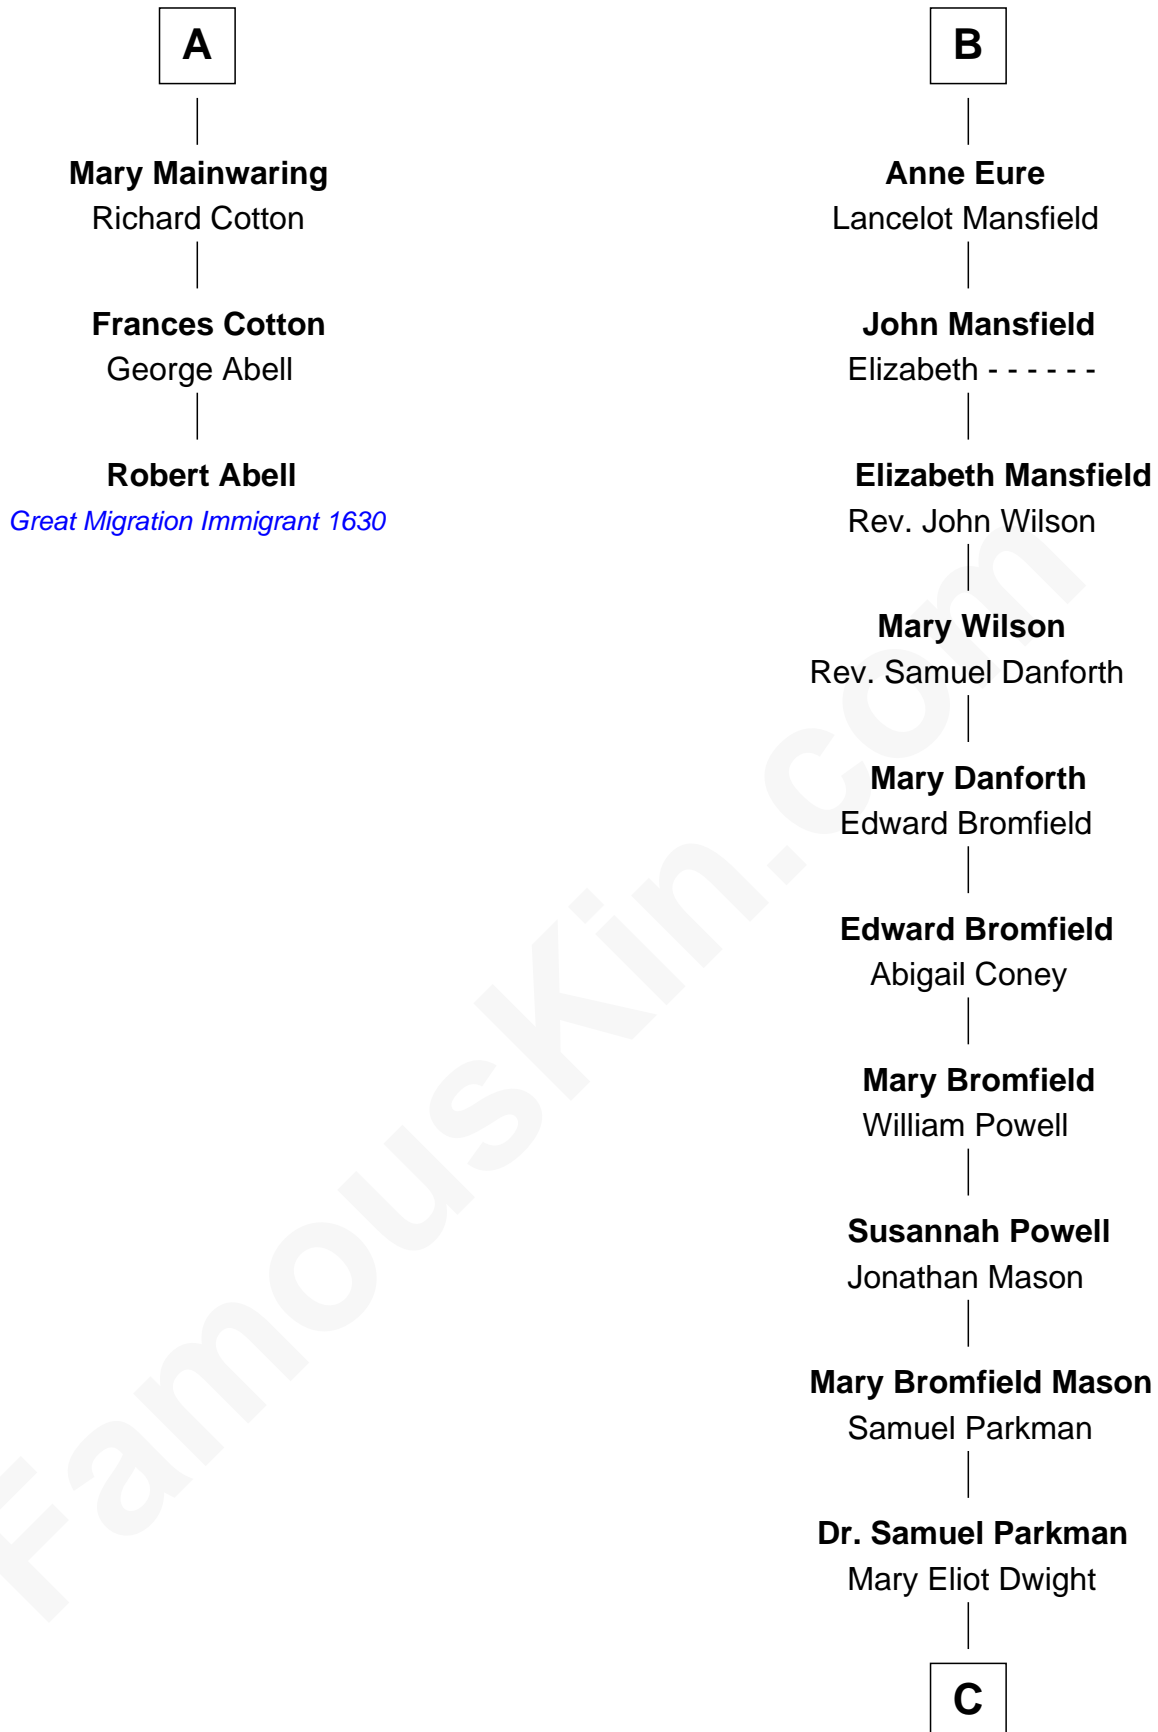 A
Mary Mainwaring
Richard Cotton
Frances Cotton
George Abell
Robert Abell
Great Migration Immigrant 1630
B
Anne Eure
Lancelot Mansfield
John Mansfield
Elizabeth - - - - - -
Elizabeth Mansfield
Rev. John Wilson
Mary Wilson
Rev. Samuel Danforth
Mary Danforth
Edward Bromfield
Edward Bromfield
Abigail Coney
Mary Bromfield
William Powell
Susannah Powell
Jonathan Mason
Mary Bromfield Mason
Samuel Parkman
Dr. Samuel Parkman
Mary Eliot Dwight
C
FamousKin.com